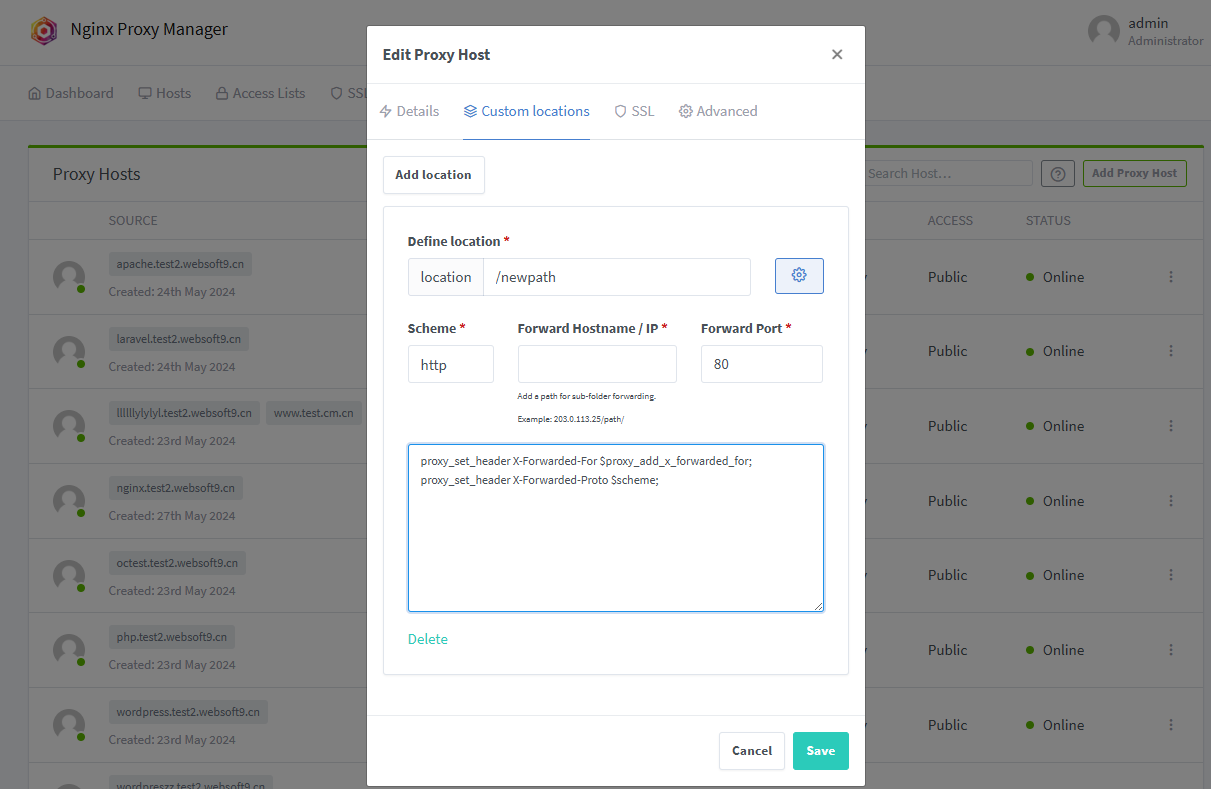 Nginx Proxy Manager
admin
Administrator
Dashboard Hosts Access Lists SSL
Proxy Hosts
Search Host…
Add Proxy Host
SOURCE ACCESS STATUS
apache.test2.websoft9.cn
Created: 24th May 2024
Public Online
laravel.test2.websoft9.cn
Created: 24th May 2024
Public Online
llllllylylyl.test2.websoft9.cn www.test.cm.cn
Created: 23rd May 2024
Public Online
nginx.test2.websoft9.cn
Created: 27th May 2024
Public Online
octest.test2.websoft9.cn
Created: 23rd May 2024
Public Online
php.test2.websoft9.cn
Created: 23rd May 2024
Public Online
wordpress.test2.websoft9.cn
Created: 23rd May 2024
Public Online
wordpreszz.test2.websoft9.cn
Edit Proxy Host
Details Custom locations SSL Advanced
Add location
Define location *
location /newpath
Scheme * Forward Hostname / IP * Forward Port *
http 80
Add a path for sub-folder forwarding.
Example: 203.0.113.25/path/
proxy_set_header X-Forwarded-For $proxy_add_x_forwarded_for;
proxy_set_header X-Forwarded-Proto $scheme;
Delete
Cancel Save